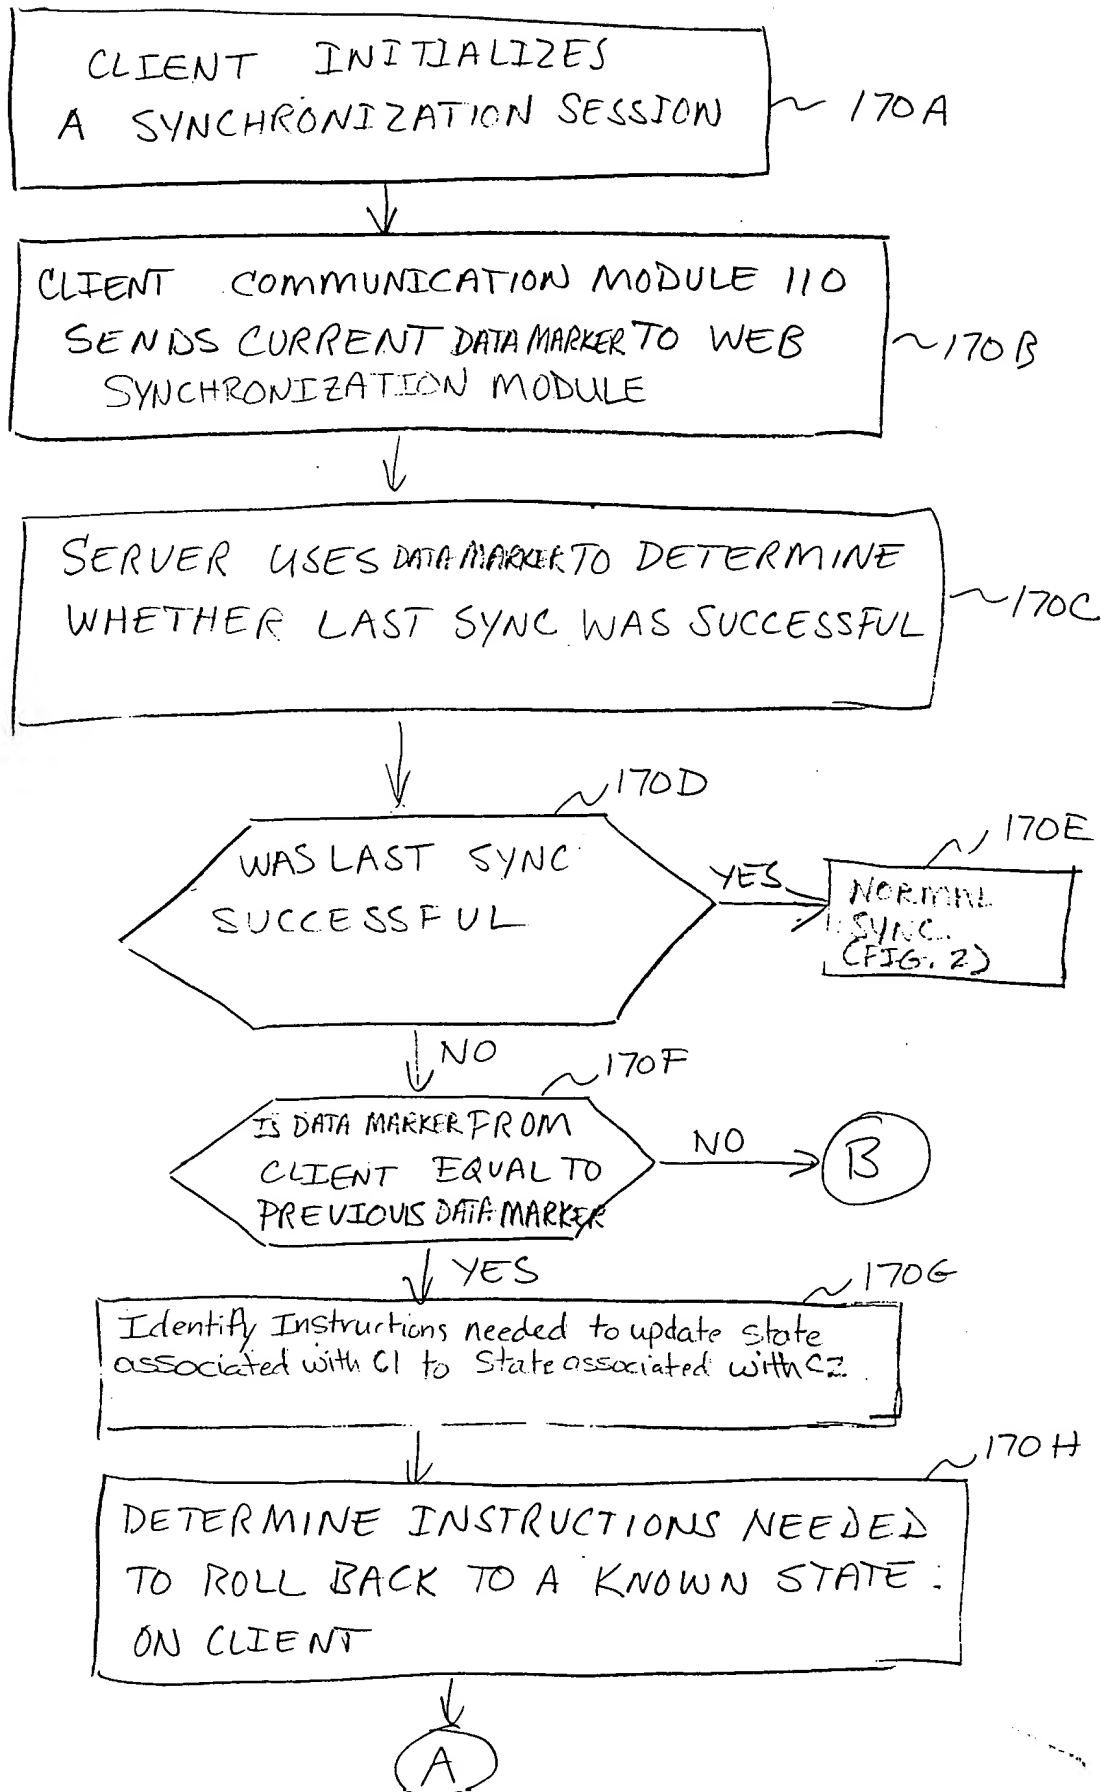 CLIENT INITIALIZES
A SYNCHRONIZATION SESSION
170A
CLIENT COMMUNICATION MODULE 110
SENDS CURRENT DATA MARKER TO WEB
SYNCHRONIZATION MODULE
170B
SERVER USES DATA MARKER TO DETERMINE
WHETHER LAST SYNC WAS SUCCESSFUL
170C
170D
WAS LAST SYNC
SUCCESSFUL
YES
170E
NORMAL
SYNC.
(FIG. 2)
NO
170F
IS DATA MARKER FROM
CLIENT EQUAL TO
PREVIOUS DATA MARKER
NO
B
YES
170G
Identify Instructions needed to update state
associated with C1 to State associated with C2
170H
DETERMINE INSTRUCTIONS NEEDED
TO ROLL BACK TO A KNOWN STATE
ON CLIENT
A